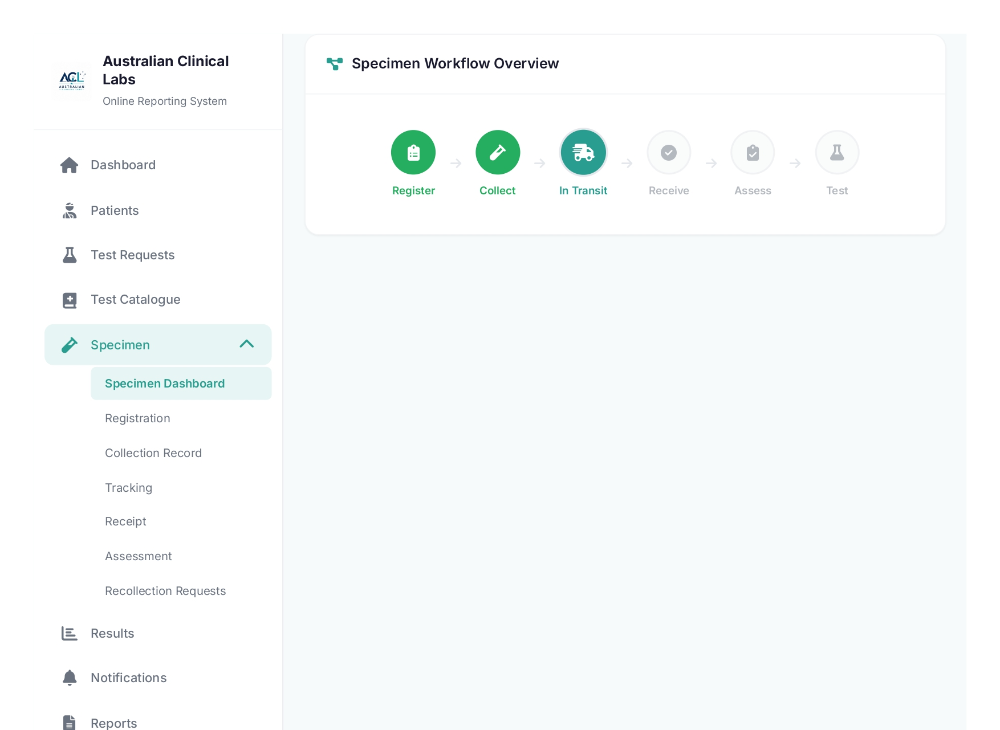 Australian Clinical
Labs
Online Reporting System
ACL
AUSTRALIAN
Dashboard
Patients
Test Requests
Test Catalogue
Specimen
Specimen Dashboard
Registration
Collection Record
Tracking
Receipt
Assessment
Recollection Requests
Results
Notifications
Reports
Specimen Workflow Overview
Register
Collect
In Transit
Receive
Assess
Test